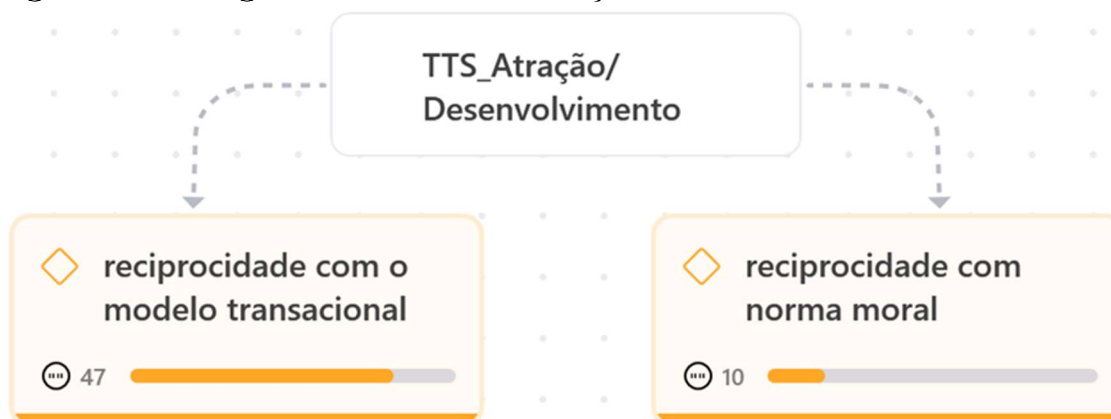 TTS_Atração/
Desenvolvimento
reciprocidade com o
modelo transacional
47
reciprocidade com
norma moral
10